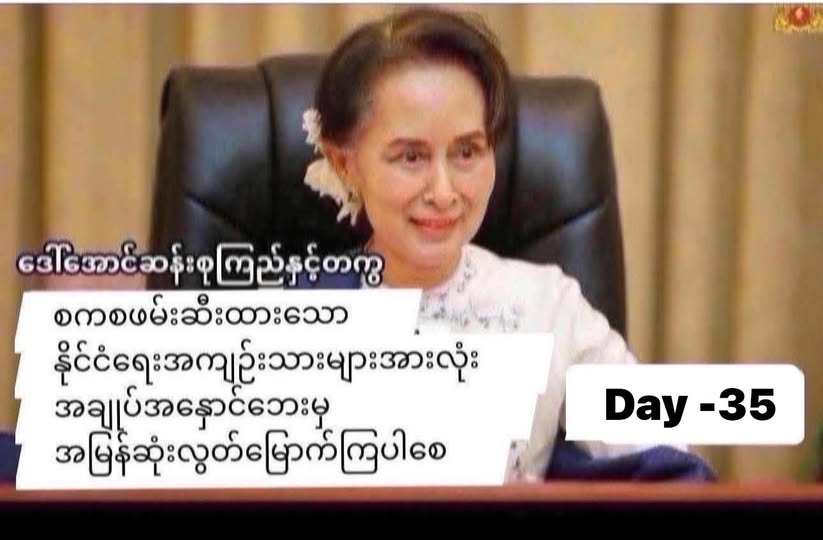 ဒေါ်အောင်ဆန်းစုကြည်နှင့်တကွ
စကစဖမ်းဆီးထားသော
နိုင်ငံရေးအကျဉ်းသားများအားလုံး
အချုပ်အနှောင်ဘေးမှ
အမြန်ဆုံးလွတ်မြောက်ကြပါစေ
Day -35